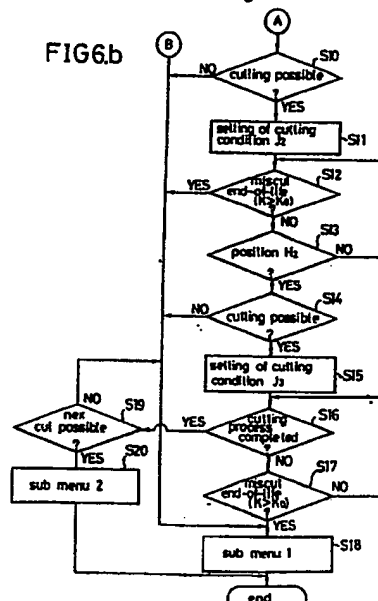 FIG6.b
B
A
S10
cutting possible
?
NO
YES
setting of cutting
condition J2
S11
S12
miscut
end-of-life
(K>K0)
?
YES
NO
S13
position H2
?
NO
YES
S14
cutting possible
?
NO
YES
setting of cutting
condition J3
S15
S16
cutting
process
completed
?
YES
NO
S17
miscut
end-of-life
(K>K0)
?
NO
YES
NO
S19
nex
cut possible
?
YES
S20
sub menu 2
sub menu 1
S18
end